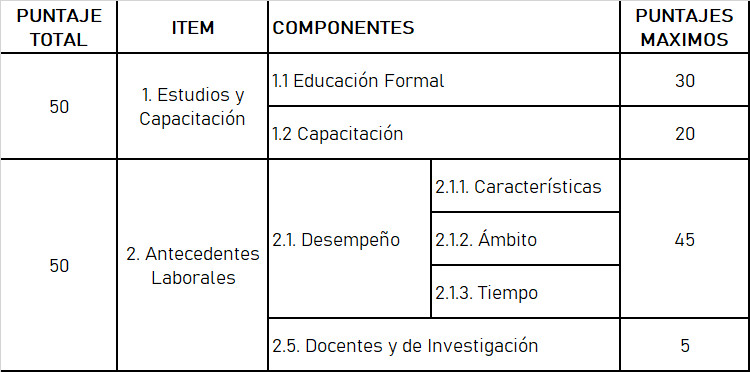 PUNTAJE
TOTAL
ITEM
COMPONENTES
PUNTAJES
MAXIMOS
50
1. Estudios y
Capacitación
1.1 Educación Formal
30
1.2 Capacitación
20
50
2. Antecedentes
Laborales
2.1. Desempeño
2.1.1. Características
2.1.2. Ámbito
2.1.3. Tiempo
45
2.5. Docentes y de Investigación
5